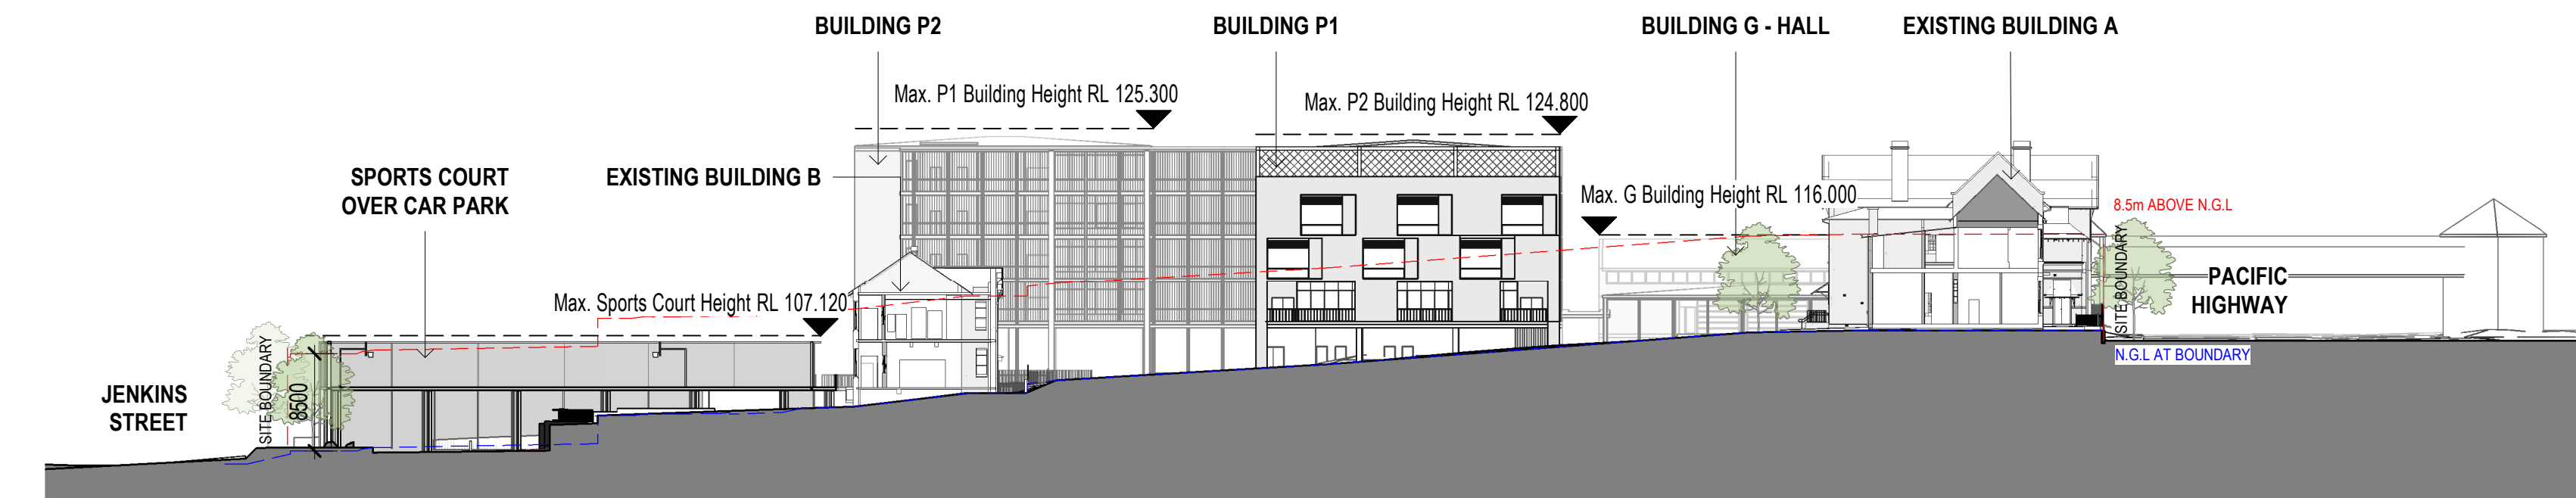 BUILDING P2
BUILDING P1
BUILDING G - HALL
EXISTING BUILDING A
Max. P1 Building Height RL 125.300
Max. P2 Building Height RL 124.800
SPORTS COURT
OVER CAR PARK
EXISTING BUILDING B
Max. G Building Height RL 116.000
8.5m ABOVE N.G.L
Max. Sports Court Height RL 107.120
SITE BOUNDARY
PACIFIC
HIGHWAY
JENKINS
STREET
SITE BOUNDARY
8500
N.G.L AT BOUNDARY